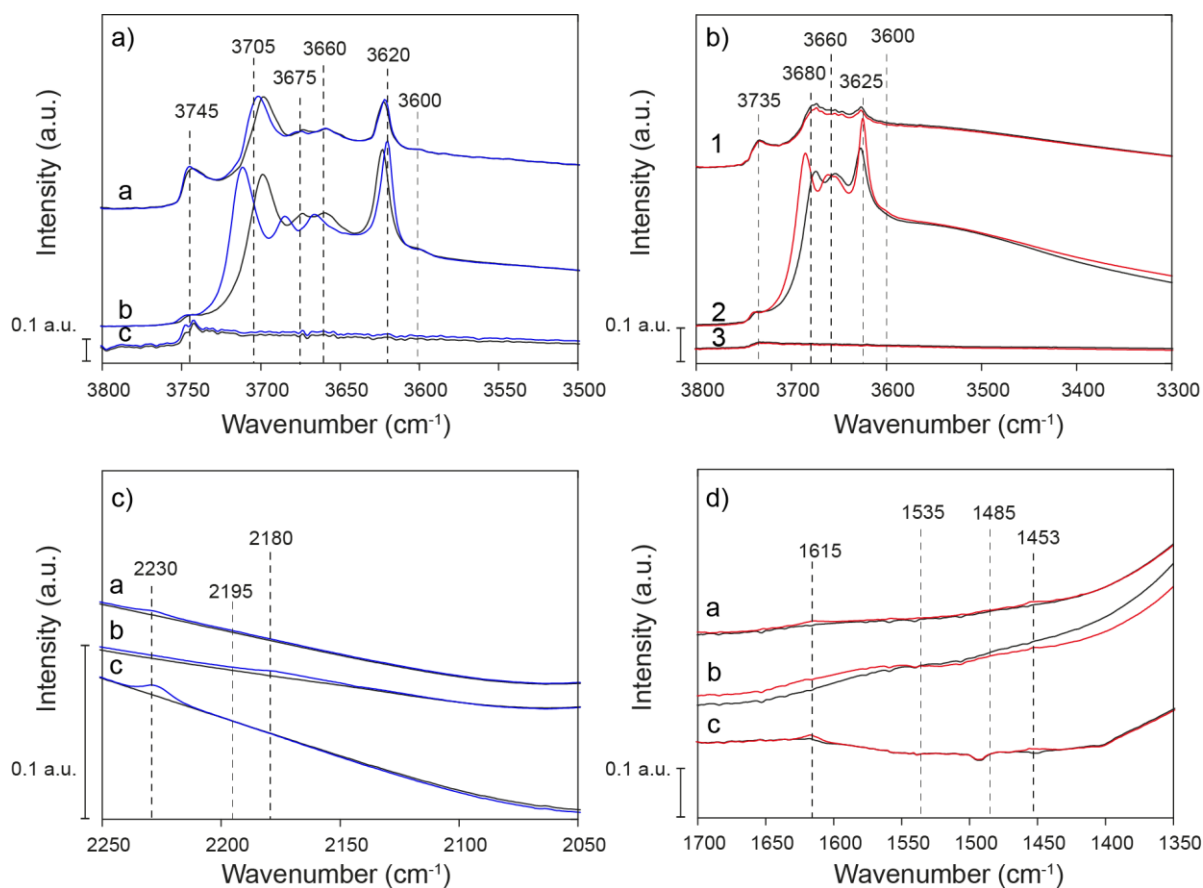 a)
3705
3660
3675
3620
3745
3600
a
b
c
0.1 a.u.
Intensity (a.u.)
3800 3750 3700 3650 3600 3550 3500
Wavenumber (cm⁻¹)
b)
3660
3600
3680
3625
3735
1
2
3
0.1 a.u.
Intensity (a.u.)
3800 3700 3600 3500 3400 3300
Wavenumber (cm⁻¹)
c)
2180
2230
2195
a
b
c
0.1 a.u.
Intensity (a.u.)
2250 2200 2150 2100 2050
Wavenumber (cm⁻¹)
d)
1535 1485
1615
1453
a
b
c
0.1 a.u.
Intensity (a.u.)
1700 1650 1600 1550 1500 1450 1400 1350
Wavenumber (cm⁻¹)